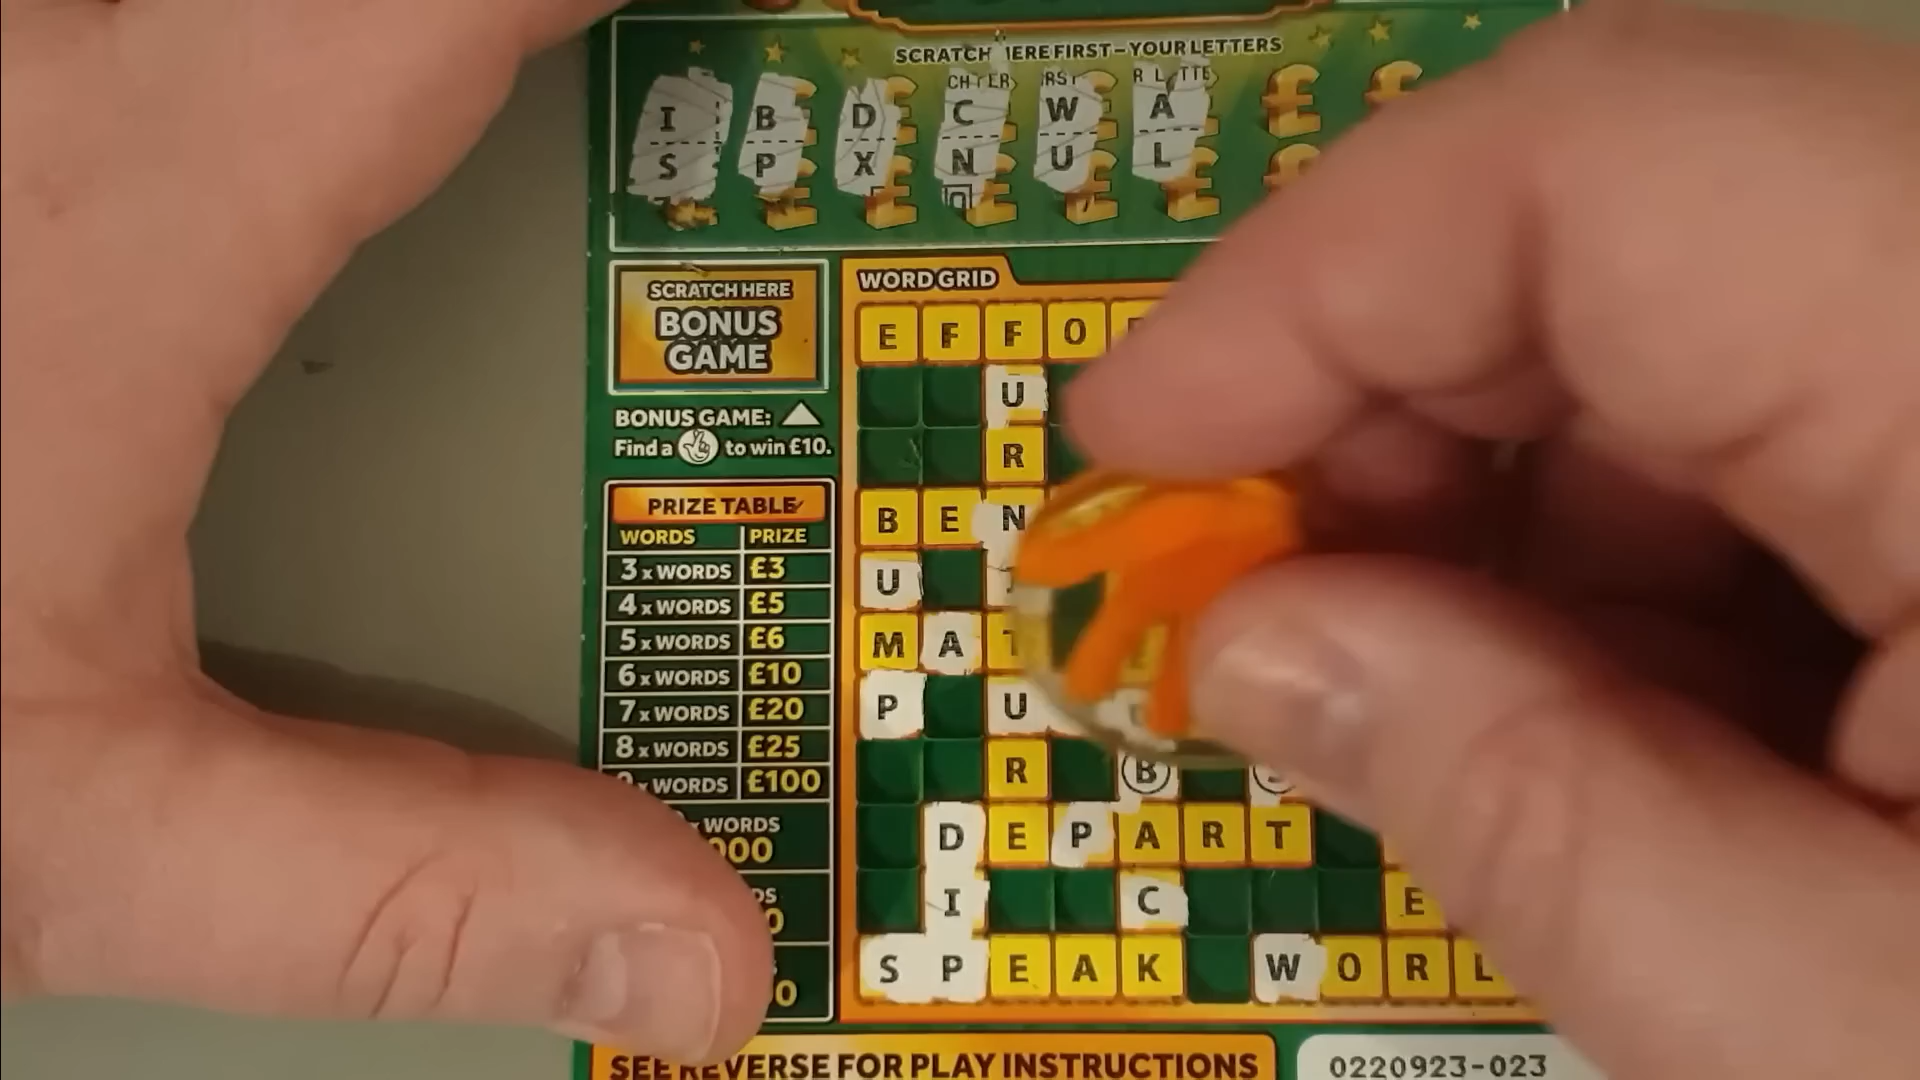 SCRATCH HERE FIRST – YOUR LETTERS
I B D C W A
S P X N U L
SCRATCH HERE
BONUS
GAME
BONUS GAME:
Find a to win £10.
PRIZE TABLE
WORDS PRIZE
3 x WORDS £3
4 x WORDS £5
5 x WORDS £6
6 x WORDS £10
7 x WORDS £20
8 x WORDS £25
WORDS £100
WORDS
WORD GRID
E F F O
U
R
B E N
U
M A T
P U
R B
D E P A R T
I C E
S P E A K W O R L
SEE REVERSE FOR PLAY INSTRUCTIONS
0220923-023